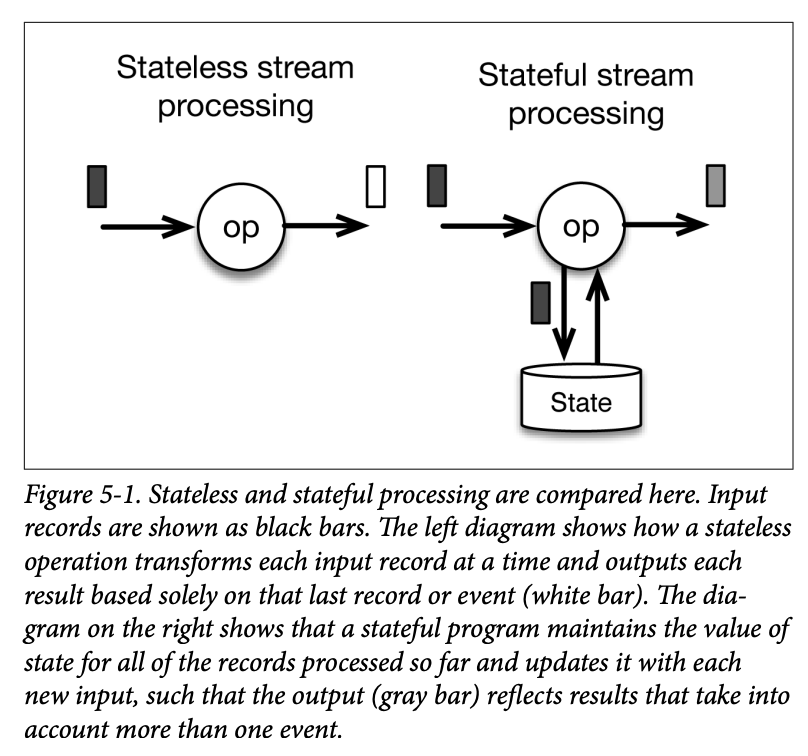 Stateless stream
processing
Stateful stream
processing
op
op
State
Figure 5-1. Stateless and stateful processing are compared here. Input
records are shown as black bars. The left diagram shows how a stateless
operation transforms each input record at a time and outputs each
result based solely on that last record or event (white bar). The dia-
gram on the right shows that a stateful program maintains the value of
state for all of the records processed so far and updates it with each
new input, such that the output (gray bar) reflects results that take into
account more than one event.